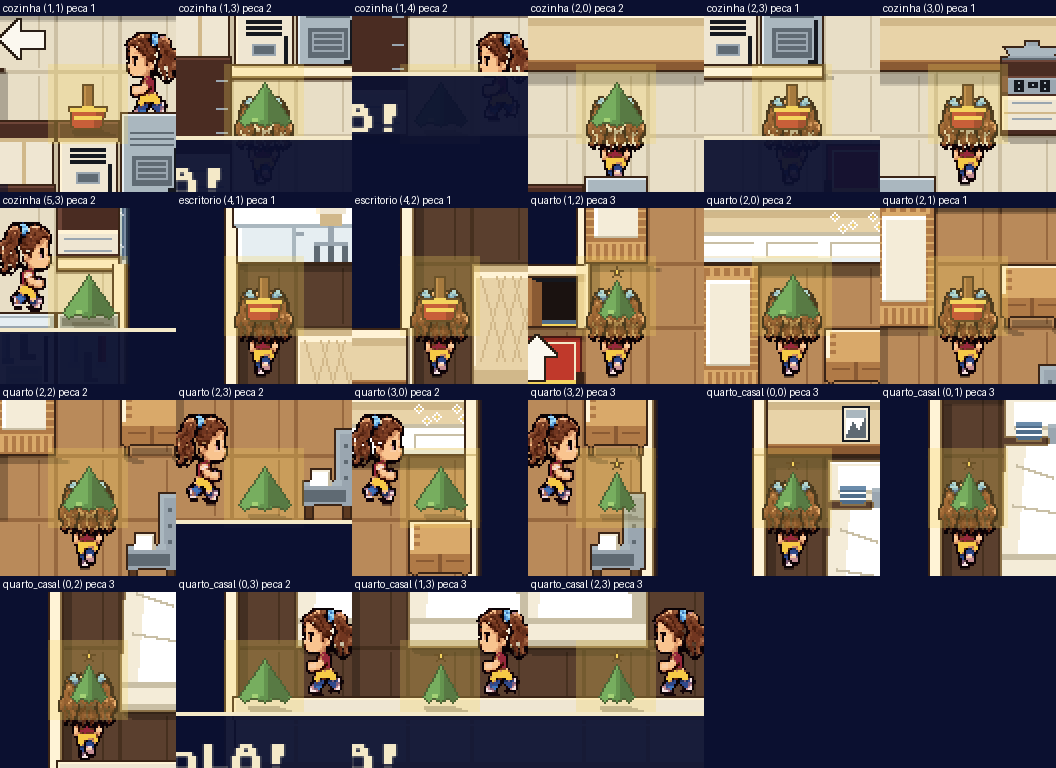 cozinha (1,1) peca 1
cozinha (1,3) peca 2
cozinha (1,4) peca 2
cozinha (2,0) peca 2
cozinha (2,3) peca 1
cozinha (3,0) peca 1
A!
A!
cozinha (5,3) peca 2
escritorio (4,1) peca 1
escritorio (4,2) peca 1
quarto (1,2) peca 3
quarto (2,0) peca 2
quarto (2,1) peca 1
quarto (2,2) peca 2
quarto (2,3) peca 2
quarto (3,0) peca 2
quarto (3,2) peca 3
quarto_casal (0,0) peca 3
quarto_casal (0,1) peca 3
quarto_casal (0,2) peca 3
quarto_casal (0,3) peca 2
quarto_casal (1,3) peca 3
quarto_casal (2,3) peca 3
OLÁ!
Á!